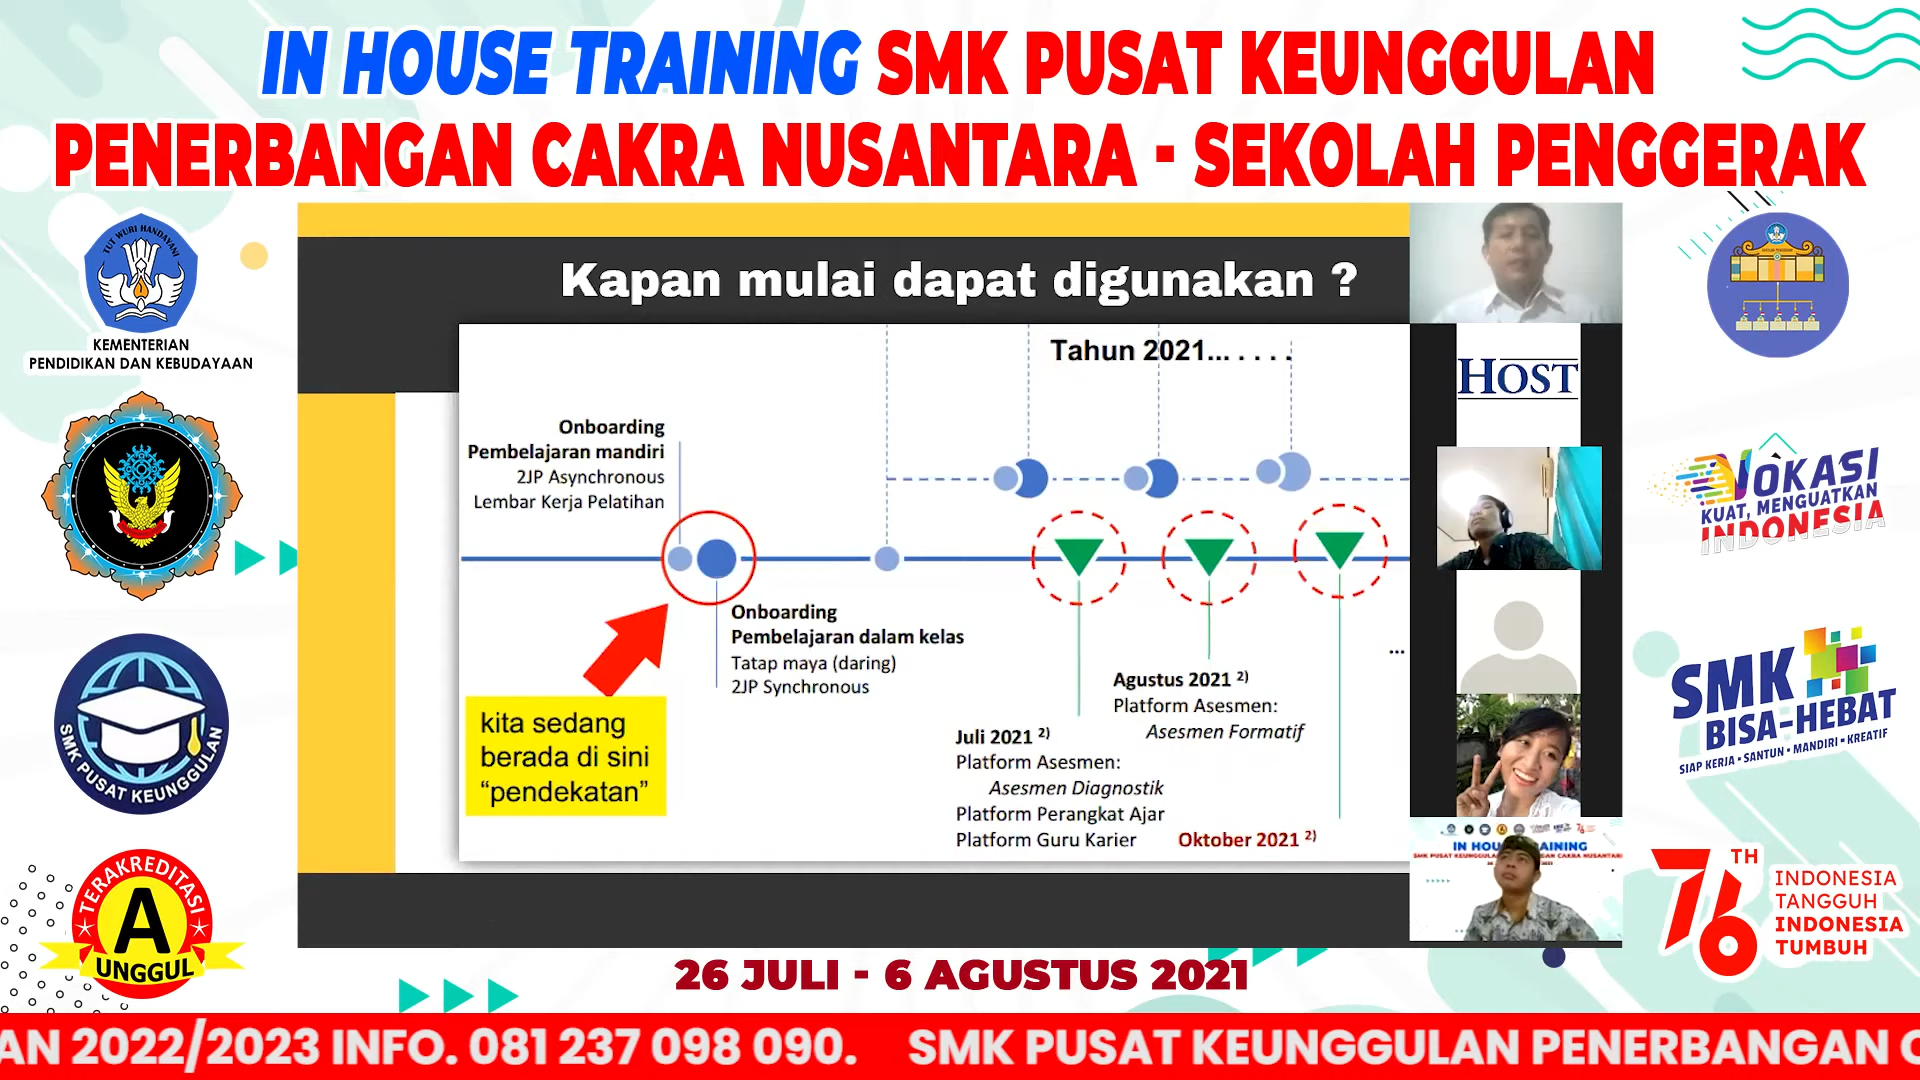 IN HOUSE TRAINING SMK PUSAT KEUNGGULAN
PENERBANGAN CAKRA NUSANTARA - SEKOLAH PENGGERAK
TUT WURI HANDAYANI
KEMENTERIAN
PENDIDIKAN DAN KEBUDAYAAN
SMK PUSAT KEUNGGULAN
TERAKREDITASI
A
UNGGUL
Kapan mulai dapat digunakan ?
Tahun 2021... . . . .
Onboarding
Pembelajaran mandiri
2JP Asynchronous
Lembar Kerja Pelatihan
Onboarding
Pembelajaran dalam kelas
Tatap maya (daring)
2JP Synchronous
kita sedang
berada di sini
“pendekatan”
Juli 2021 2)
Platform Asesmen:
Asesmen Diagnostik
Platform Perangkat Ajar
Platform Guru Karier
Agustus 2021 2)
Platform Asesmen:
Asesmen Formatif
Oktober 2021 2)
...
HOST
VOKASI
KUAT, MENGUATKAN
INDONESIA
SMK
BISA-HEBAT
SIAP KERJA • SANTUN • MANDIRI • KREATIF
76TH
INDONESIA
TANGGUH
INDONESIA
TUMBUH
26 JULI - 6 AGUSTUS 2021
AN 2022/2023 INFO. 081 237 098 090. SMK PUSAT KEUNGGULAN PENERBANGAN C